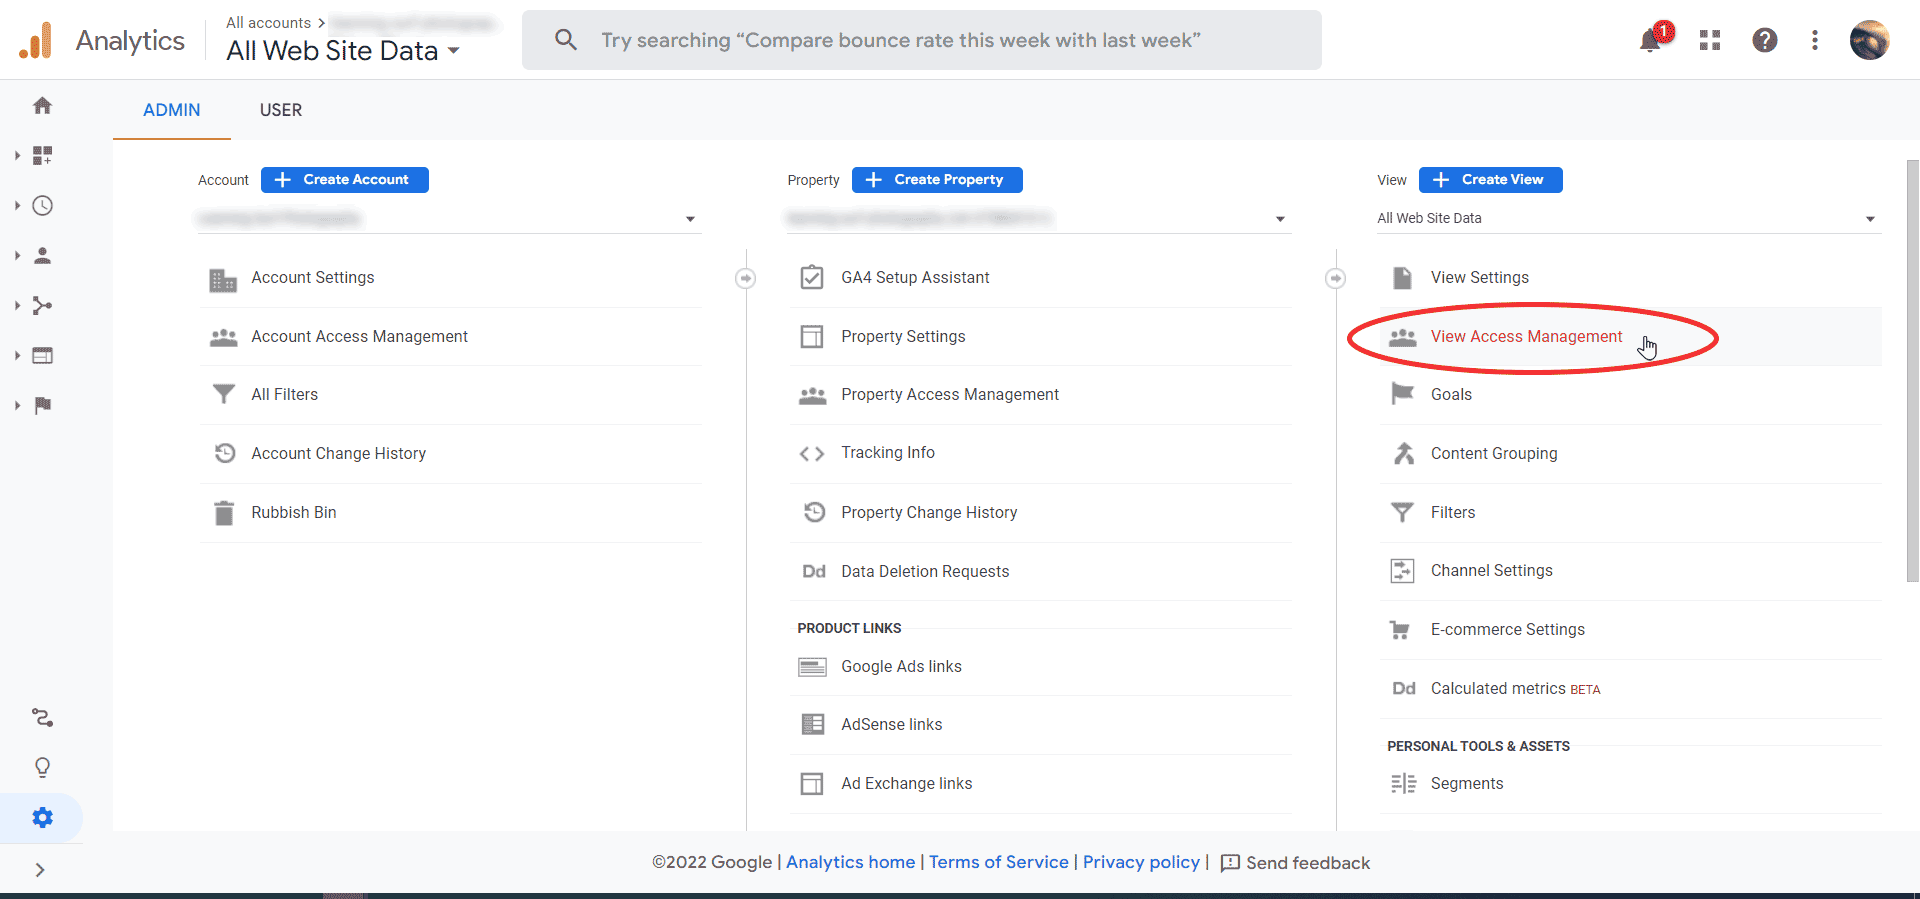 Analytics
All accounts >
All Web Site Data
Try searching “Compare bounce rate this week with last week”
1
ADMIN
USER
Account
Create Account
Account Settings
Account Access Management
All Filters
Account Change History
Rubbish Bin
Property
Create Property
GA4 Setup Assistant
Property Settings
Property Access Management
Tracking Info
Property Change History
Dd Data Deletion Requests
PRODUCT LINKS
Google Ads links
AdSense links
Ad Exchange links
View
Create View
All Web Site Data
View Settings
View Access Management
Goals
Content Grouping
Filters
Channel Settings
E-commerce Settings
Dd Calculated metrics BETA
PERSONAL TOOLS & ASSETS
Segments
©2022 Google | Analytics home | Terms of Service | Privacy policy | Send feedback